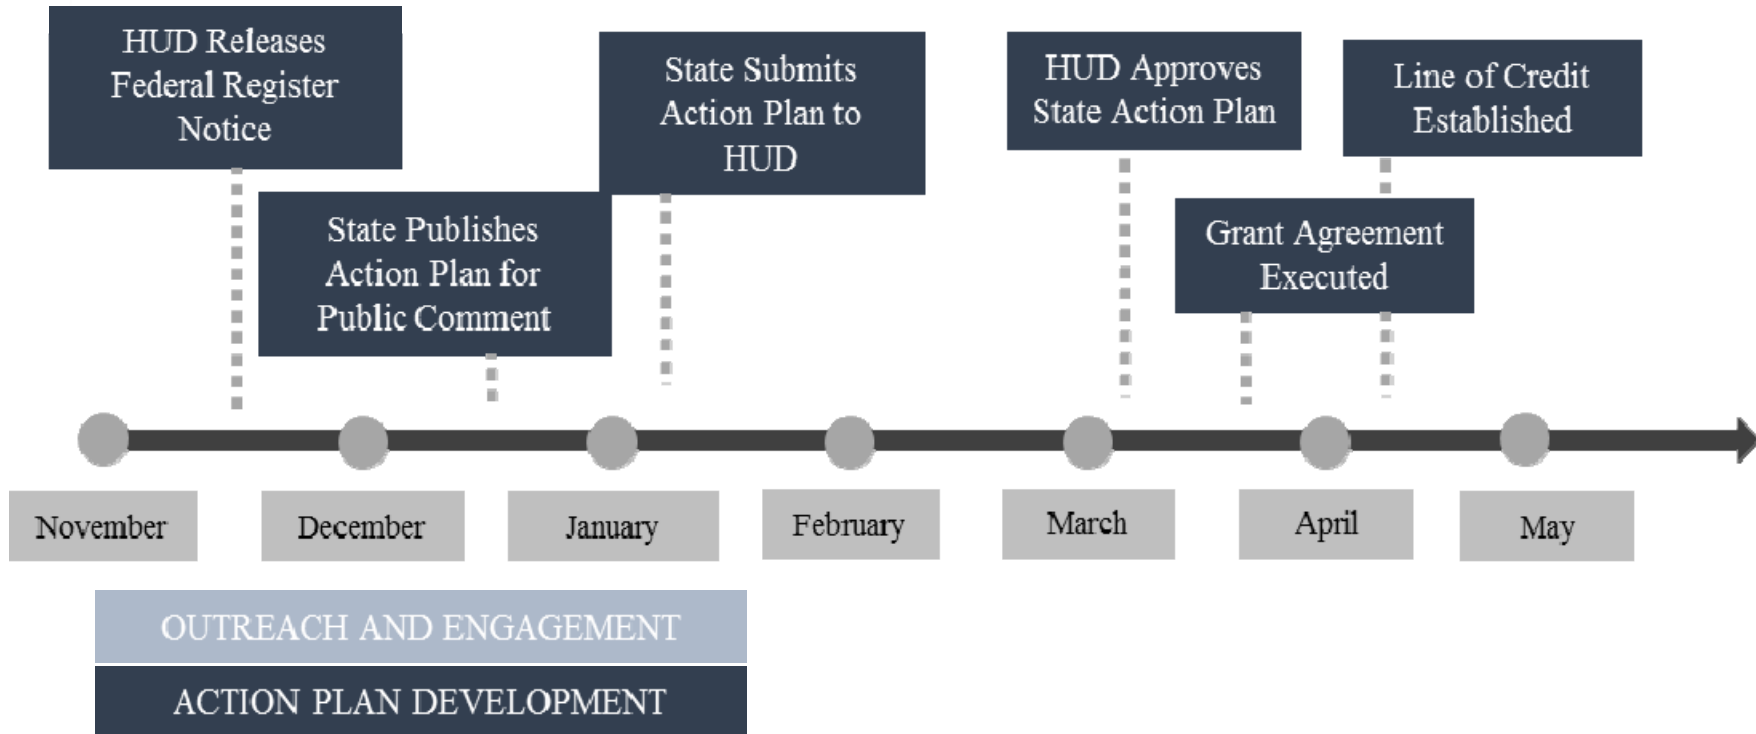 HUD Releases
Federal Register
Notice
State Publishes
Action Plan for
Public Comment
State Submits
Action Plan to
HUD
HUD Approves
State Action Plan
Grant Agreement
Executed
Line of Credit
Established
November
December
January
February
March
April
May
OUTREACH AND ENGAGEMENT
ACTION PLAN DEVELOPMENT